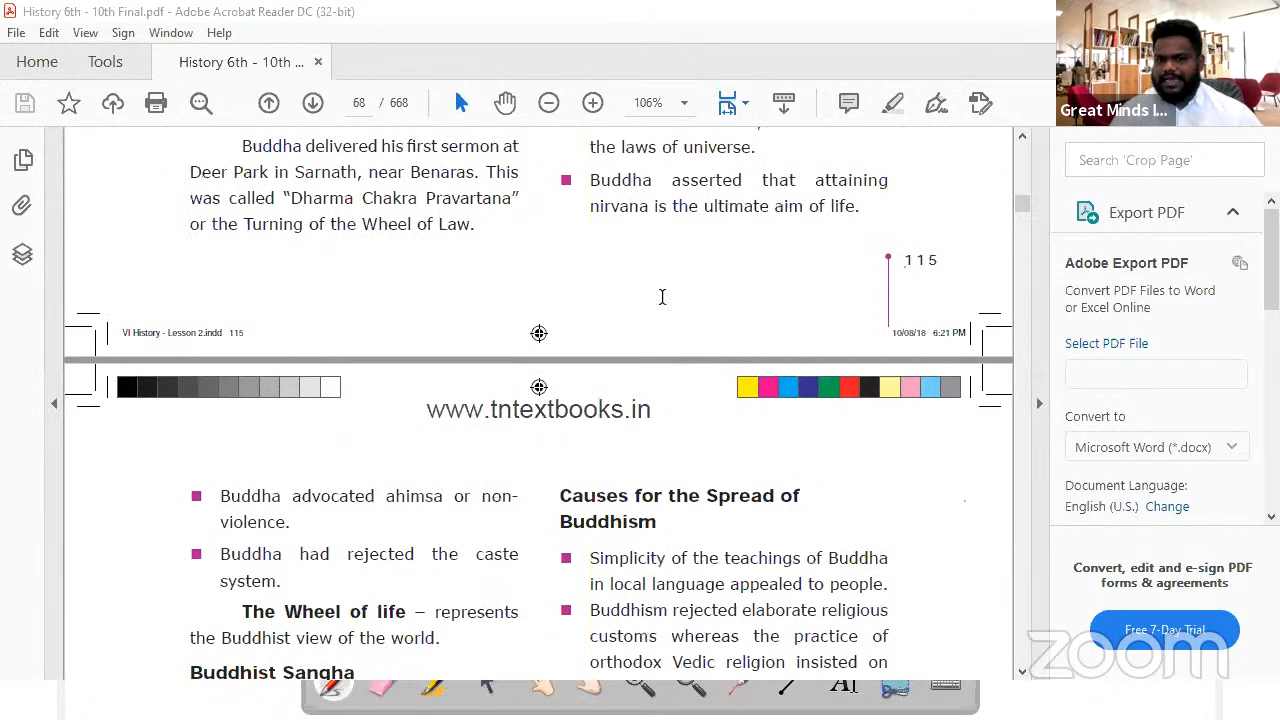 History 6th - 10th Final.pdf - Adobe Acrobat Reader DC (32-bit)
File Edit View Sign Window Help
Home Tools History 6th - 10th ... ×
68 / 668 106%
Great Minds I...
Buddha delivered his first sermon at
Deer Park in Sarnath, near Benaras. This
was called “Dharma Chakra Pravartana”
or the Turning of the Wheel of Law.
the laws of universe.
Buddha asserted that attaining
nirvana is the ultimate aim of life.
115
VI History - Lesson 2.indd 115
10/08/18 6:21 PM
www.tntextbooks.in
Buddha advocated ahimsa or non-
violence.
Buddha had rejected the caste
system.
The Wheel of life – represents
the Buddhist view of the world.
Buddhist Sangha
Causes for the Spread of
Buddhism
Simplicity of the teachings of Buddha
in local language appealed to people.
Buddhism rejected elaborate religious
customs whereas the practice of
orthodox Vedic religion insisted on
Search 'Crop Page'
Export PDF
Adobe Export PDF
Convert PDF Files to Word
or Excel Online
Select PDF File
Convert to
Microsoft Word (*.docx)
Document Language:
English (U.S.) Change
Convert, edit and e-sign PDF
forms & agreements
Free 7-Day Trial
zoom
A